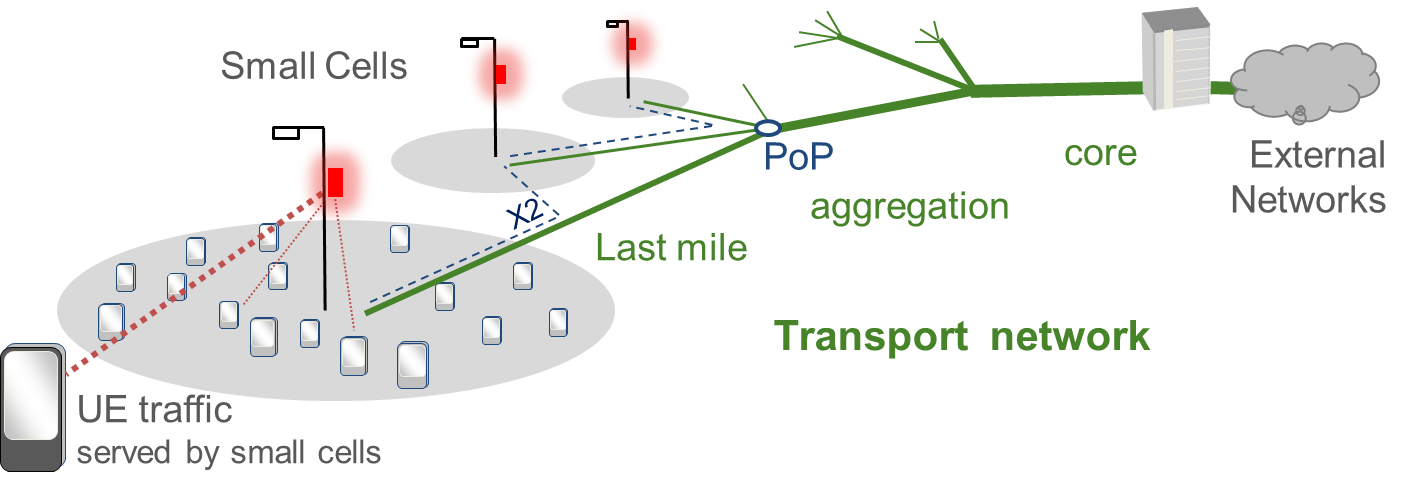 Small Cells
PoP
core
External
Networks
X2
aggregation
Last mile
Transport network
UE traffic
served by small cells